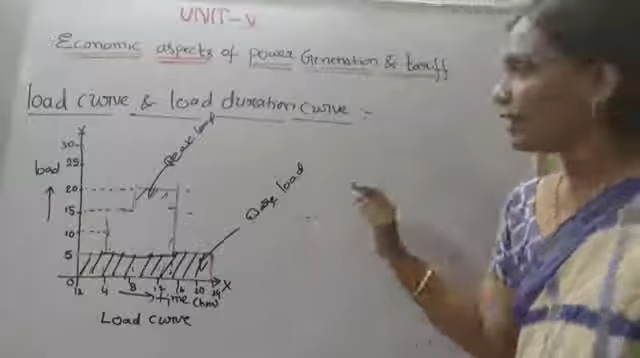 UNIT-V
Economic aspects of power Generation & tariff
load curve & load duration curve :-
Y
30
25
load
20
15
10
5
0
Peak load
Base load
12 4 8 12 16 20 24 X
time (hrs)
Load curve